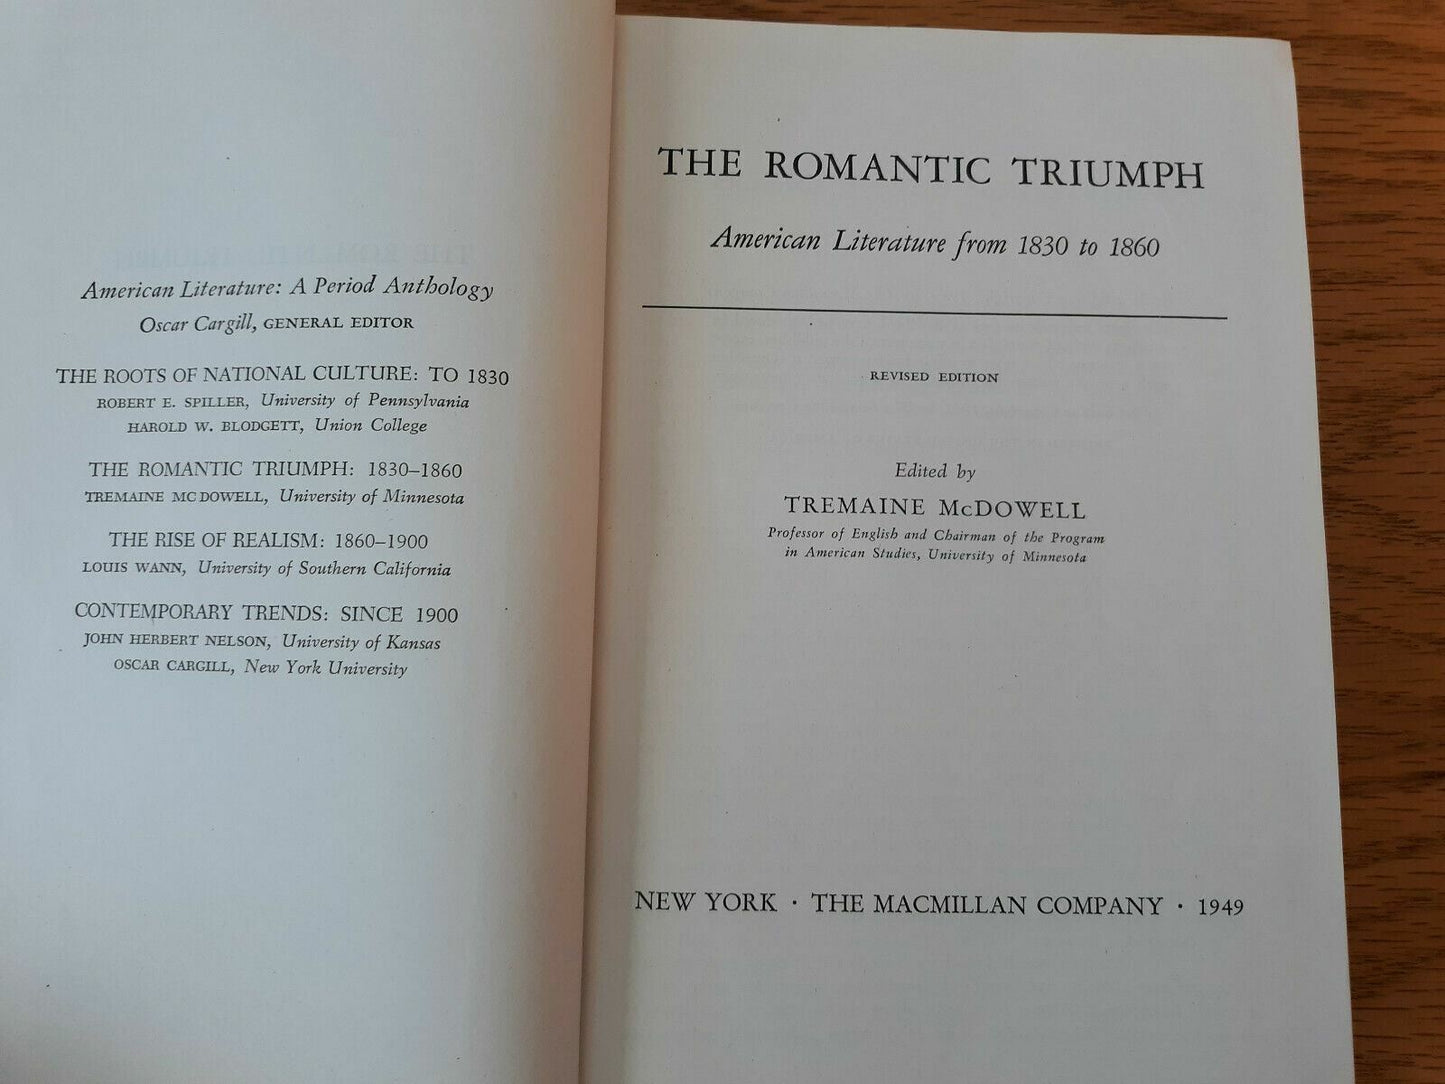 American Literature: A Period Anthology
Oscar Cargill, GENERAL EDITOR
THE ROOTS OF NATIONAL CULTURE: TO 1830
ROBERT E. SPILLER, University of Pennsylvania
HAROLD W. BLODGETT, Union College
THE ROMANTIC TRIUMPH: 1830–1860
TREMAINE MC DOWELL, University of Minnesota
THE RISE OF REALISM: 1860–1900
LOUIS WANN, University of Southern California
CONTEMPORARY TRENDS: SINCE 1900
JOHN HERBERT NELSON, University of Kansas
OSCAR CARGILL, New York University
THE ROMANTIC TRIUMPH
American Literature from 1830 to 1860
REVISED EDITION
Edited by
TREMAINE McDOWELL
Professor of English and Chairman of the Program
in American Studies, University of Minnesota
NEW YORK · THE MACMILLAN COMPANY · 1949